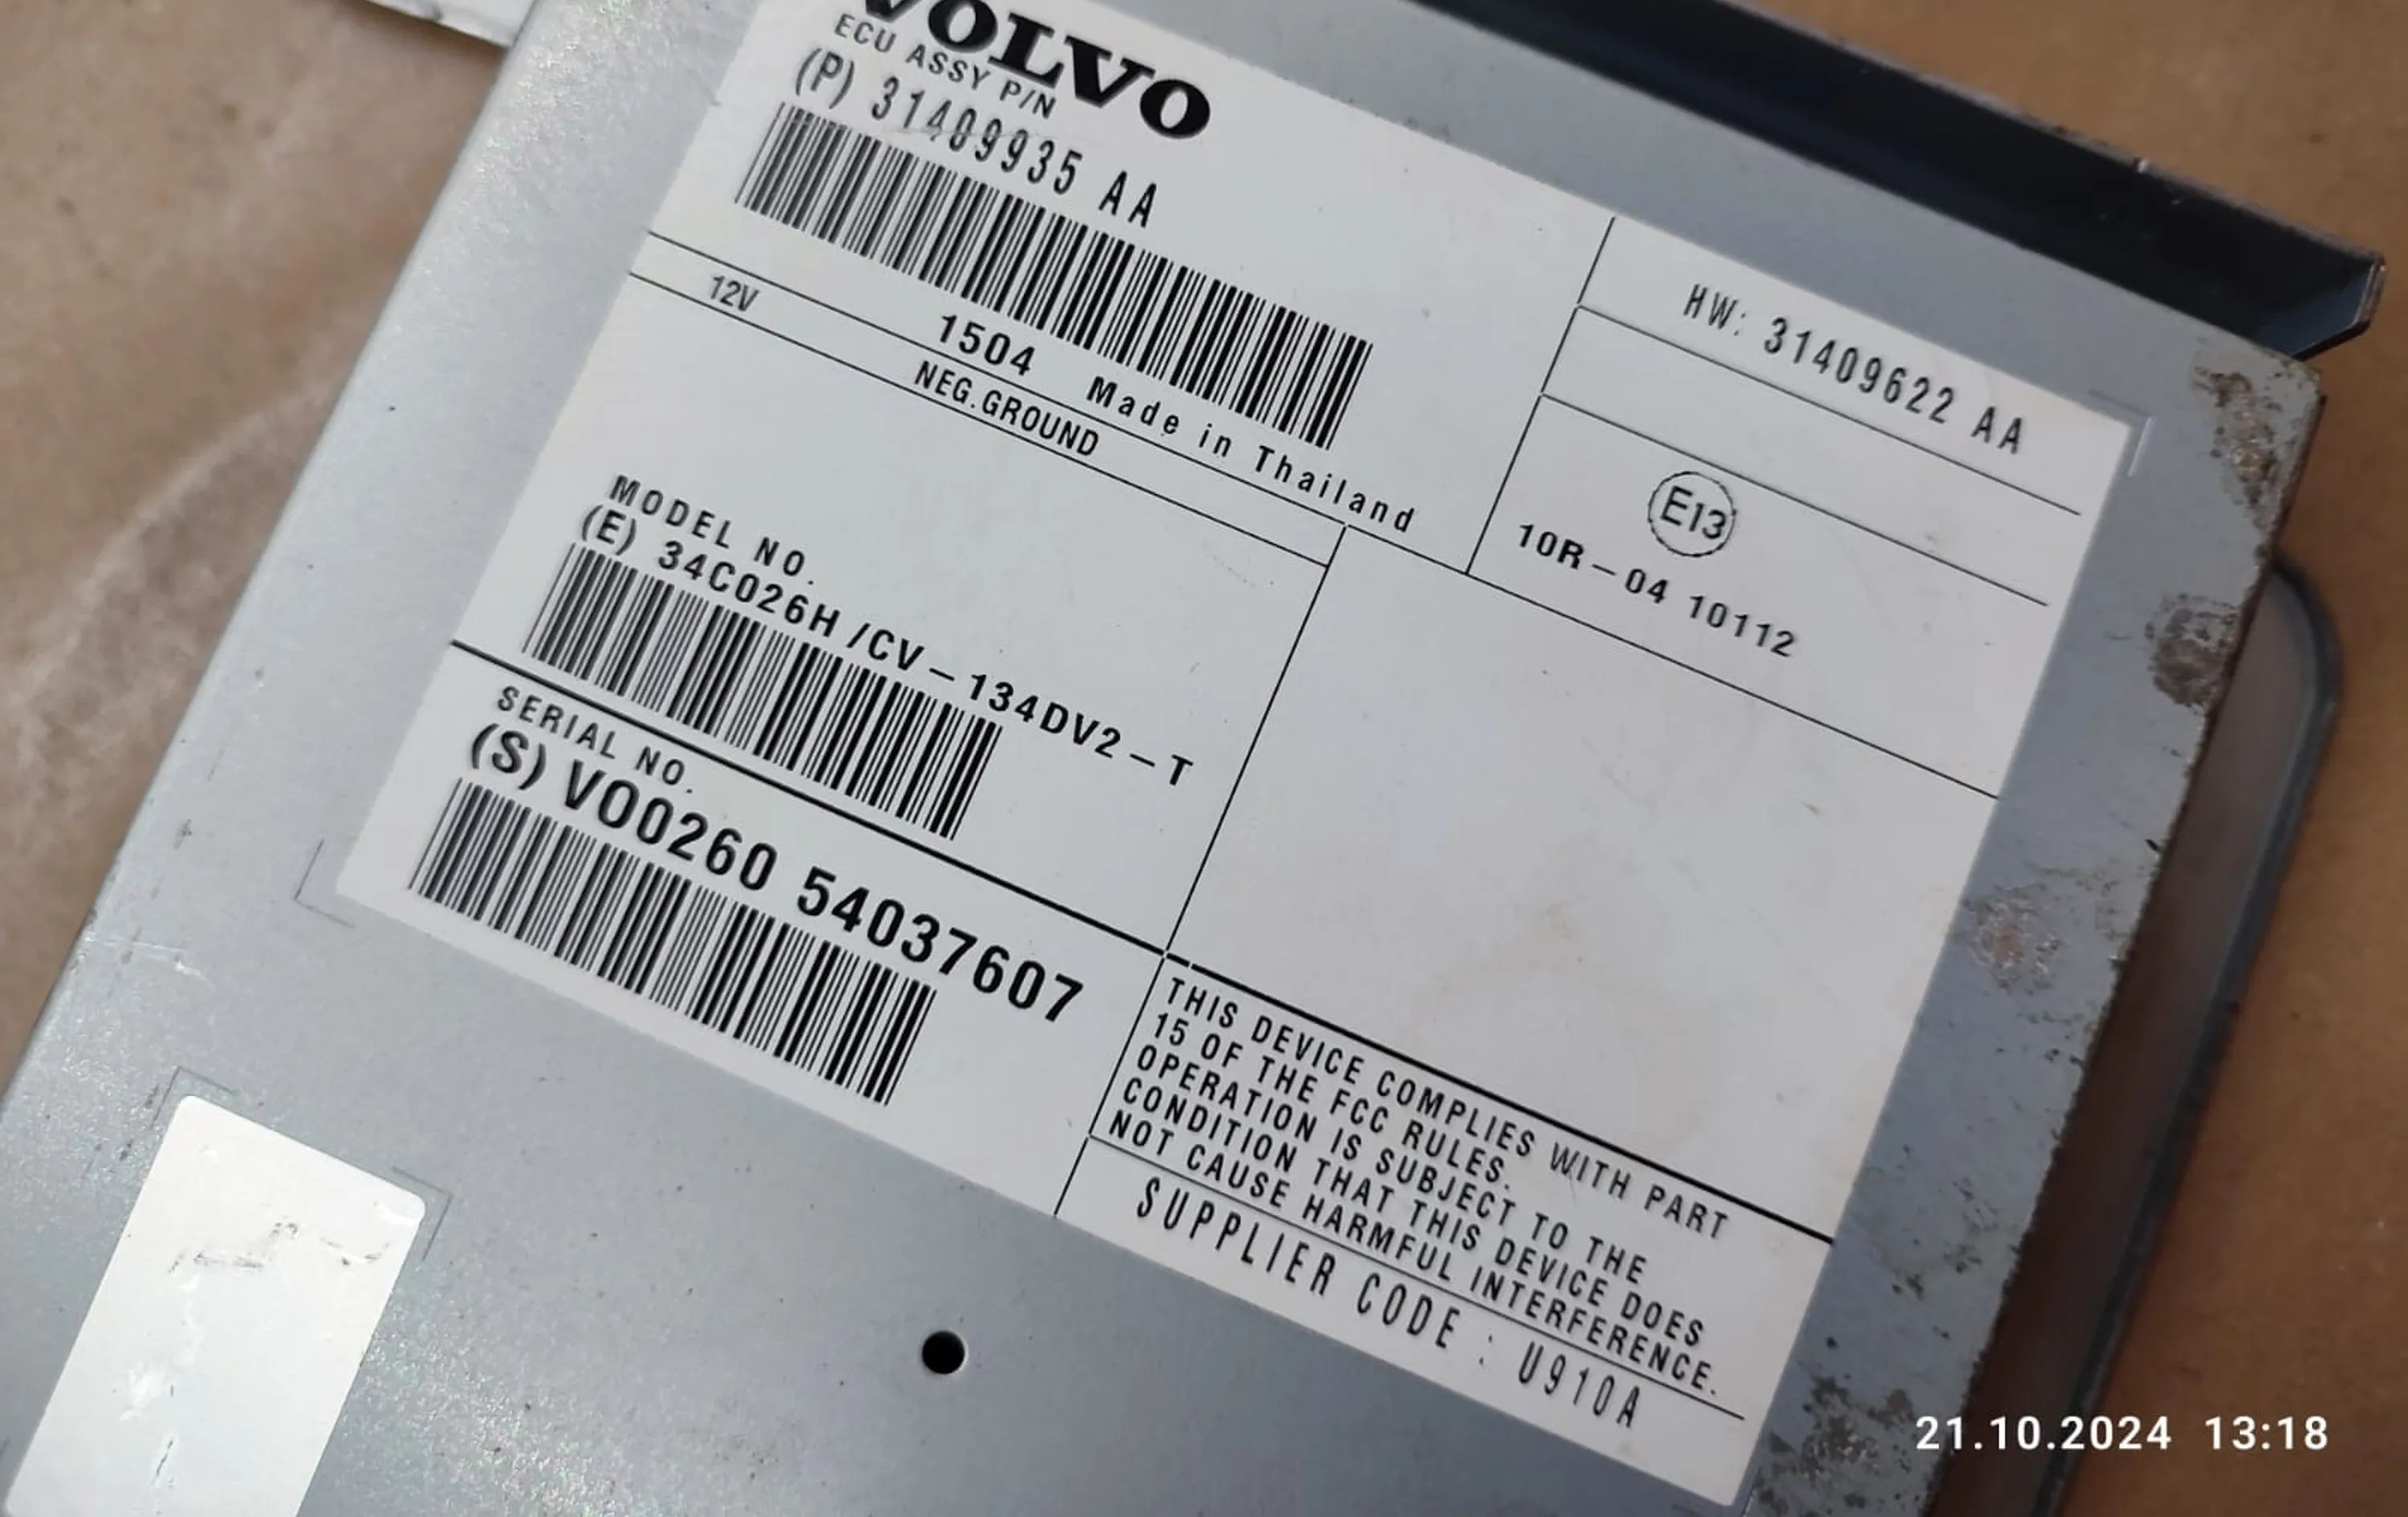 VOLVO
ECU ASSY P/N
(P) 31409935 AA
12V
1504 Made in Thailand
NEG.GROUND
HW: 31409622 AA
E13
10R-04 10112
MODEL NO.
(E) 34C026H/CV-134DV2-T
SERIAL NO.
(S) VO0260 54037607
THIS DEVICE COMPLIES WITH PART
15 OF THE FCC RULES.
OPERATION IS SUBJECT TO THE
CONDITION THAT THIS DEVICE DOES
NOT CAUSE HARMFUL INTERFERENCE.
SUPPLIER CODE : U910A
21.10.2024 13:18